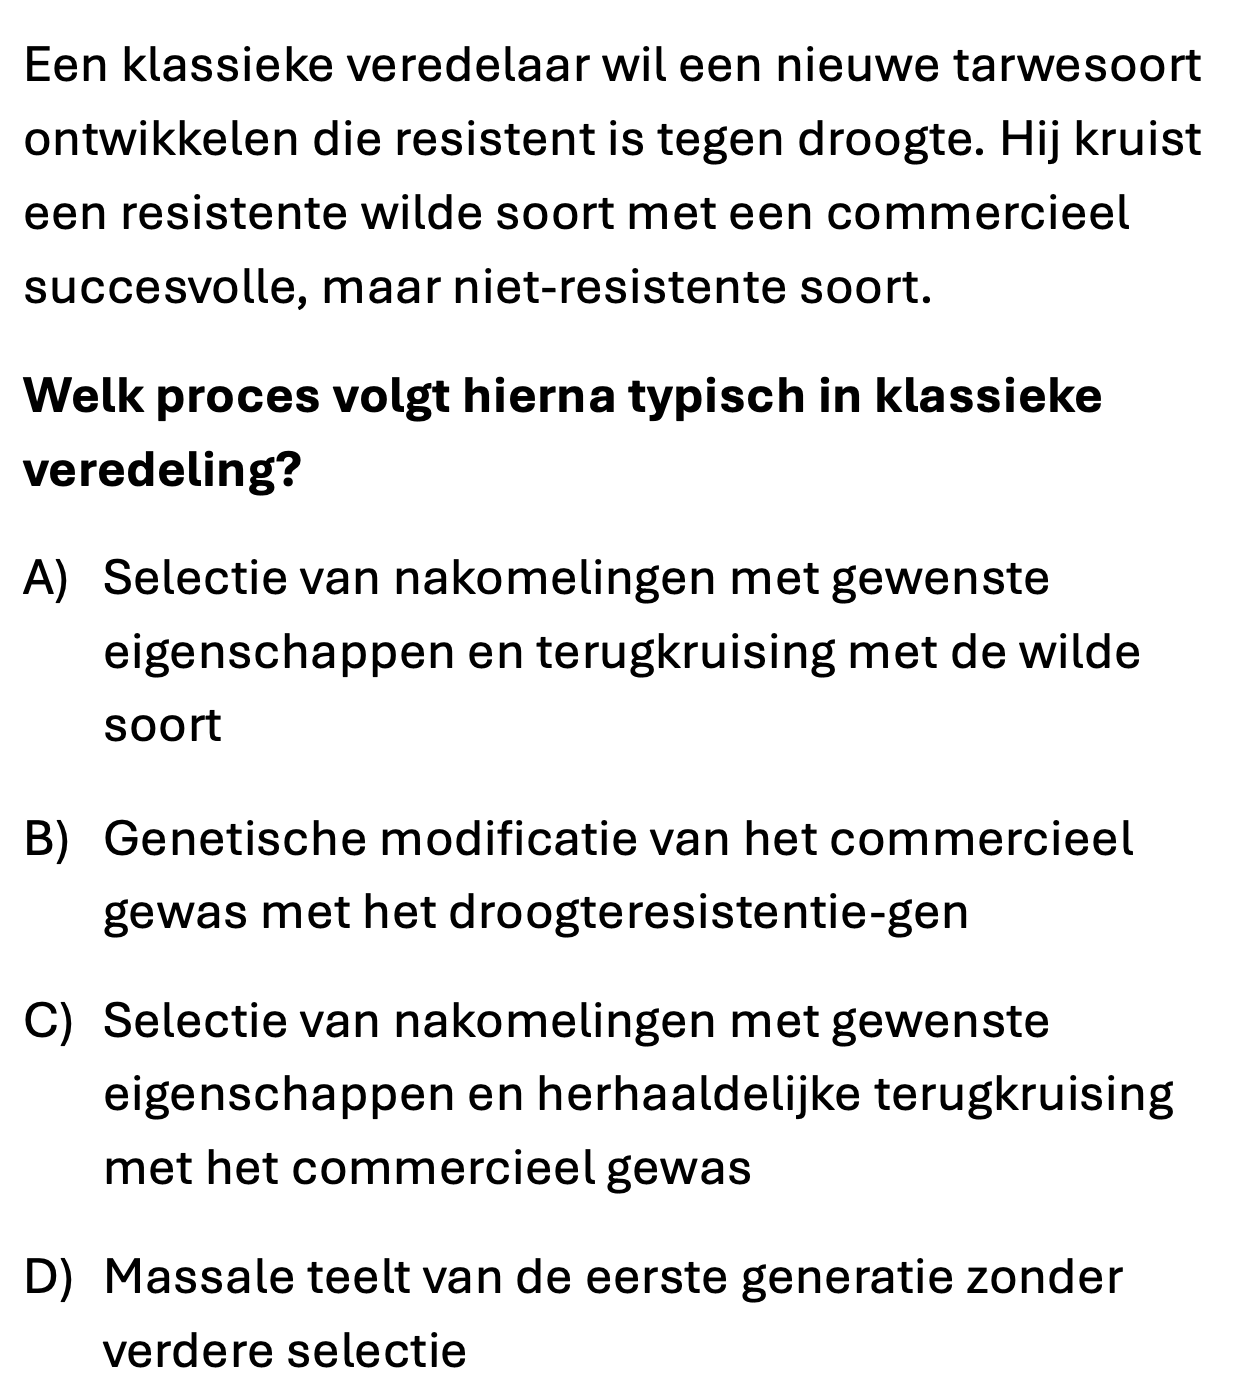 Een klassieke veredelaar wil een nieuwe tarwesoort
ontwikkelen die resistent is tegen droogte. Hij kruist
een resistente wilde soort met een commercieel
succesvolle, maar niet-resistente soort.
Welk proces volgt hierna typisch in klassieke
veredeling?
A) Selectie van nakomelingen met gewenste
eigenschappen en terugkruising met de wilde
soort
B) Genetische modificatie van het commercieel
gewas met het droogteresistentie-gen
C) Selectie van nakomelingen met gewenste
eigenschappen en herhaaldelijke terugkruising
met het commercieel gewas
D) Massale teelt van de eerste generatie zonder
verdere selectie